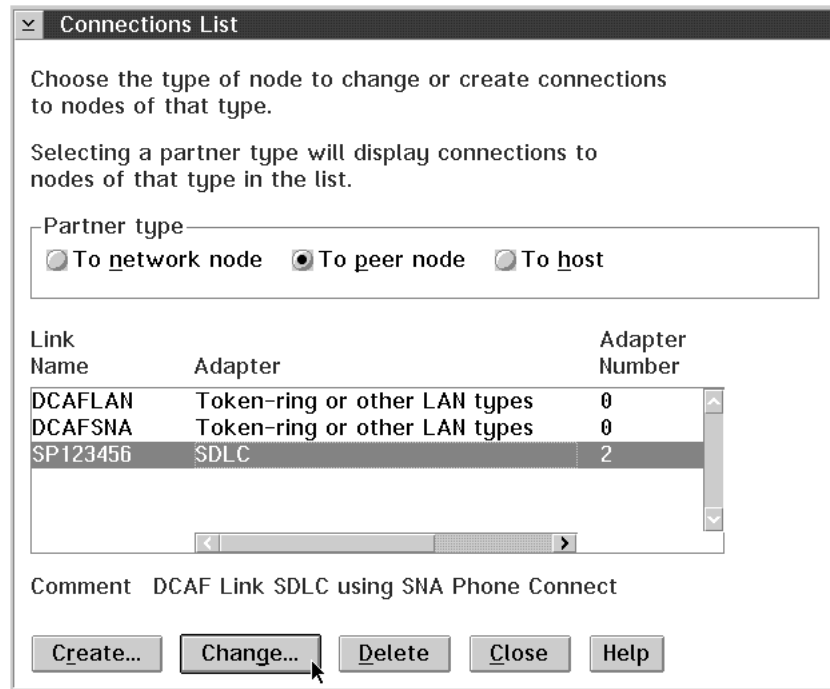 Connections List
Choose the type of node to change or create connections
to nodes of that type.
Selecting a partner type will display connections to
nodes of that type in the list.
Partner type
To network node To peer node To host
Link Adapter
Name Adapter Number
DCAFLAN Token-ring or other LAN types 0
DCAFSNA Token-ring or other LAN types 0
SP123456 SDLC 2
Comment DCAF Link SDLC using SNA Phone Connect
Create... Change... Delete Close Help